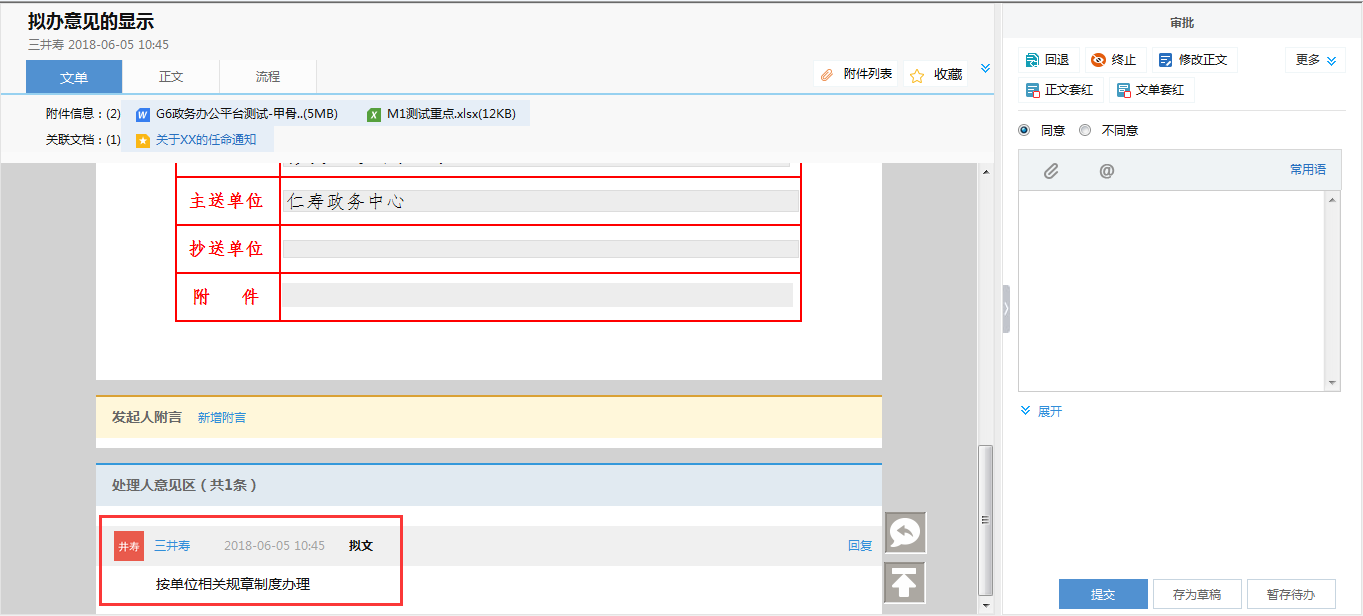 拟办意见的显示
三井寿 2018-06-05 10:45
文单
正文
流程
附件列表
收藏
附件信息：(2)
G6政务办公平台测试-甲骨..(5MB)
M1测试重点.xlsx(12KB)
关联文档：(1)
关于XX的任命通知
主送单位
仁寿政务中心
抄送单位
附 件
发起人附言 新增附言
处理人意见区（共1条）
井寿 三井寿 2018-06-05 10:45 拟文 回复
按单位相关规章制度办理
审批
回退 终止 修改正文 更多
正文套红 文单套红
同意 不同意
@ 常用语
展开
提交 存为草稿 暂存待办